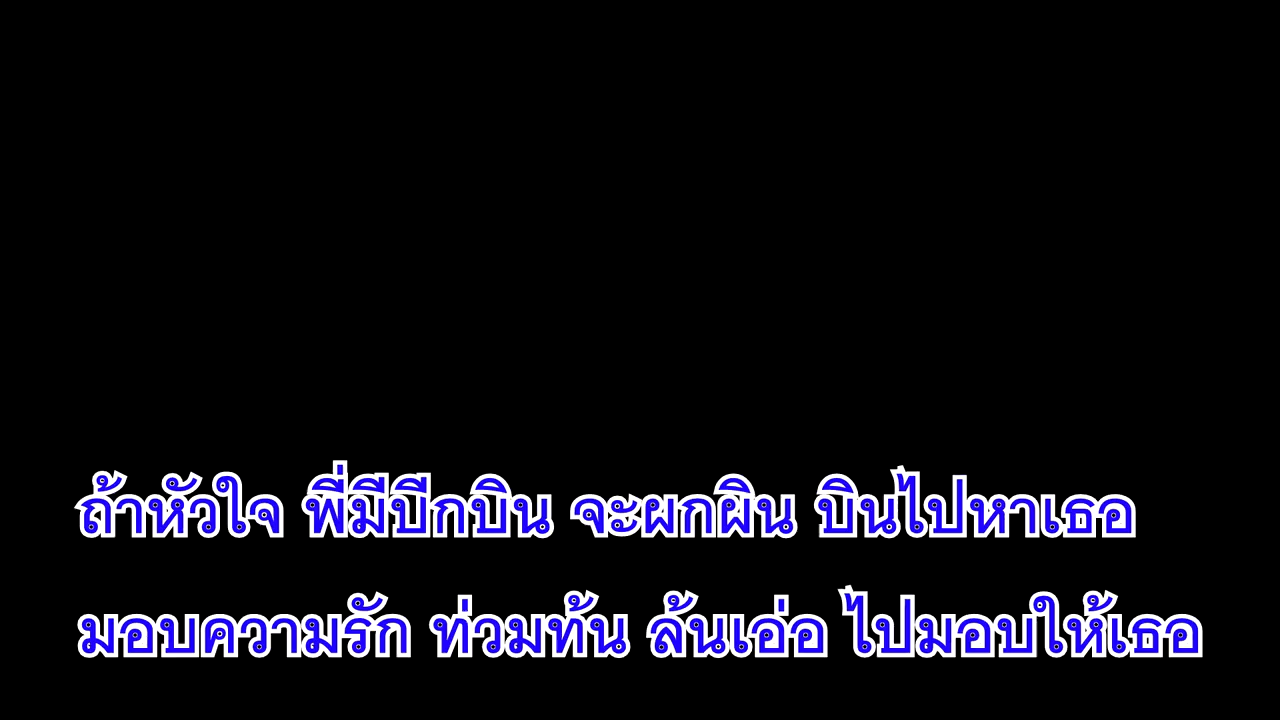 ถ้าหัวใจ พี่มีปีกบิน จะผกผิน บินไปหาเธอ
มอบความรัก ท่วมท้น ล้นเอ่อ ไปมอบให้เธอ